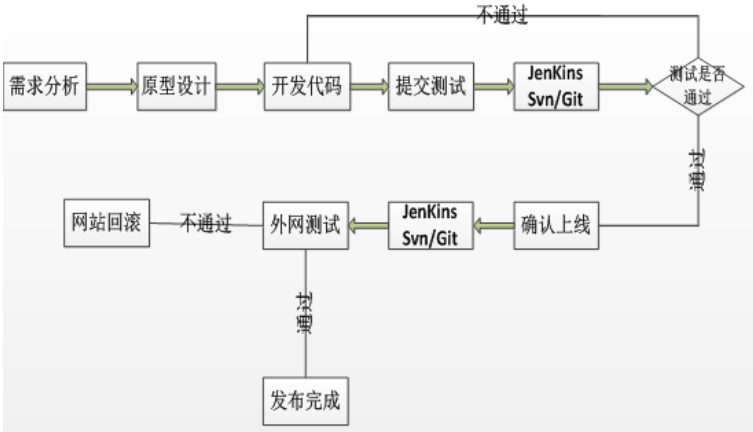 不通过
需求分析
原型设计
开发代码
提交测试
JenKins
Svn/Git
测试是否
通过
通过
网站回滚
不通过
外网测试
JenKins
Svn/Git
确认上线
通过
发布完成